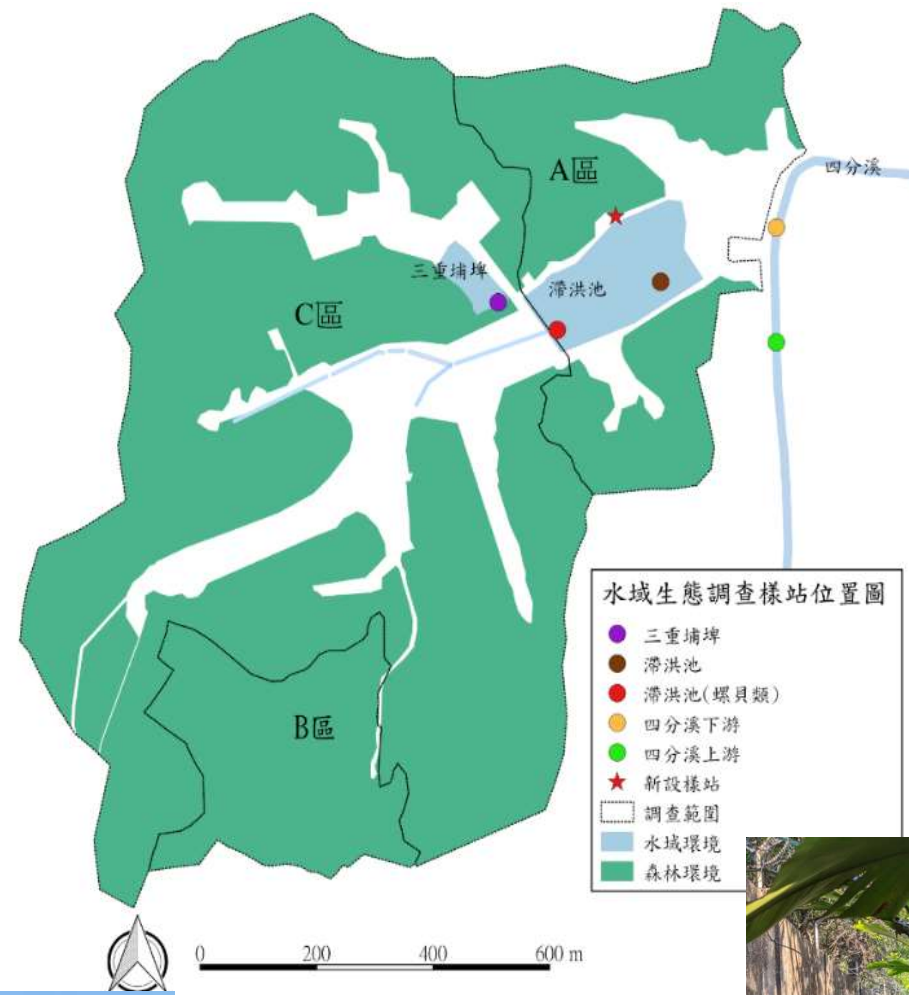 A區
四分溪
三重埔埤
滯洪池
C區
B區
水域生態調查樣站位置圖
三重埔埤
滯洪池
滯洪池(螺貝類)
四分溪下游
四分溪上游
新設樣站
調查範圍
水域環境
森林環境
0 200 400 600 m